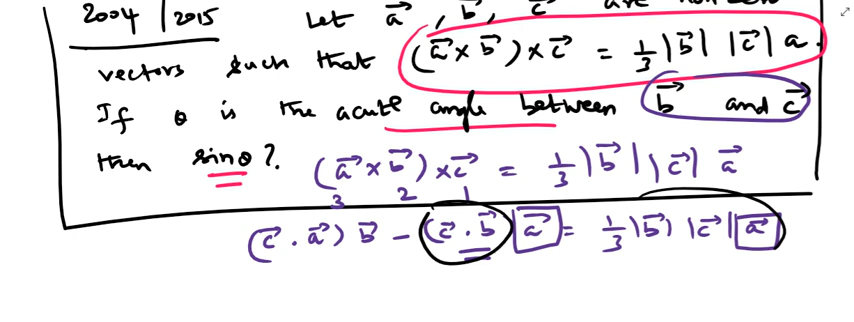 2004 | 2015 Let a⃗, b⃗, c⃗ are non zero
vectors such that (a⃗ × b⃗) × c⃗ = 1/3 |b⃗| |c⃗| a.
If θ is the acute angle between b⃗ and c⃗
then sinθ?. (a⃗ × b⃗) × c⃗ = 1/3 |b⃗| |c⃗| a⃗
3 2 1
(c⃗ . a⃗) b⃗ − (c⃗ . b⃗) a⃗ = 1/3 |b⃗| |c⃗| a⃗